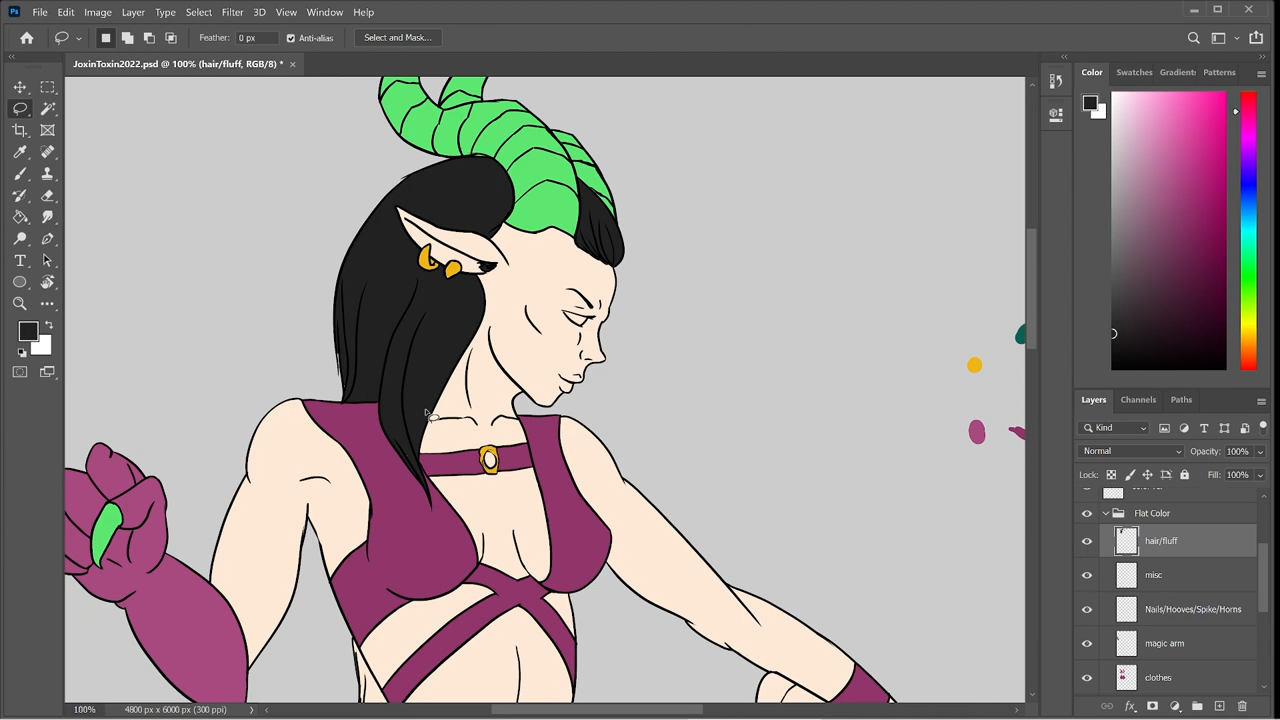 Ps File Edit Image Layer Type Select Filter 3D View Window Help
Feather: 0 px Anti-alias Select and Mask...
JoxinToxin2022.psd @ 100% (hair/fluff, RGB/8) *
Color Swatches Gradient: Patterns
Layers Channels Paths
Kind
Normal Opacity: 100%
Lock: Fill: 100%
Flat Color
hair/fluff
misc
Nails/Hooves/Spike/Horns
magic arm
clothes
100% 4800 px x 6000 px (300 ppi)